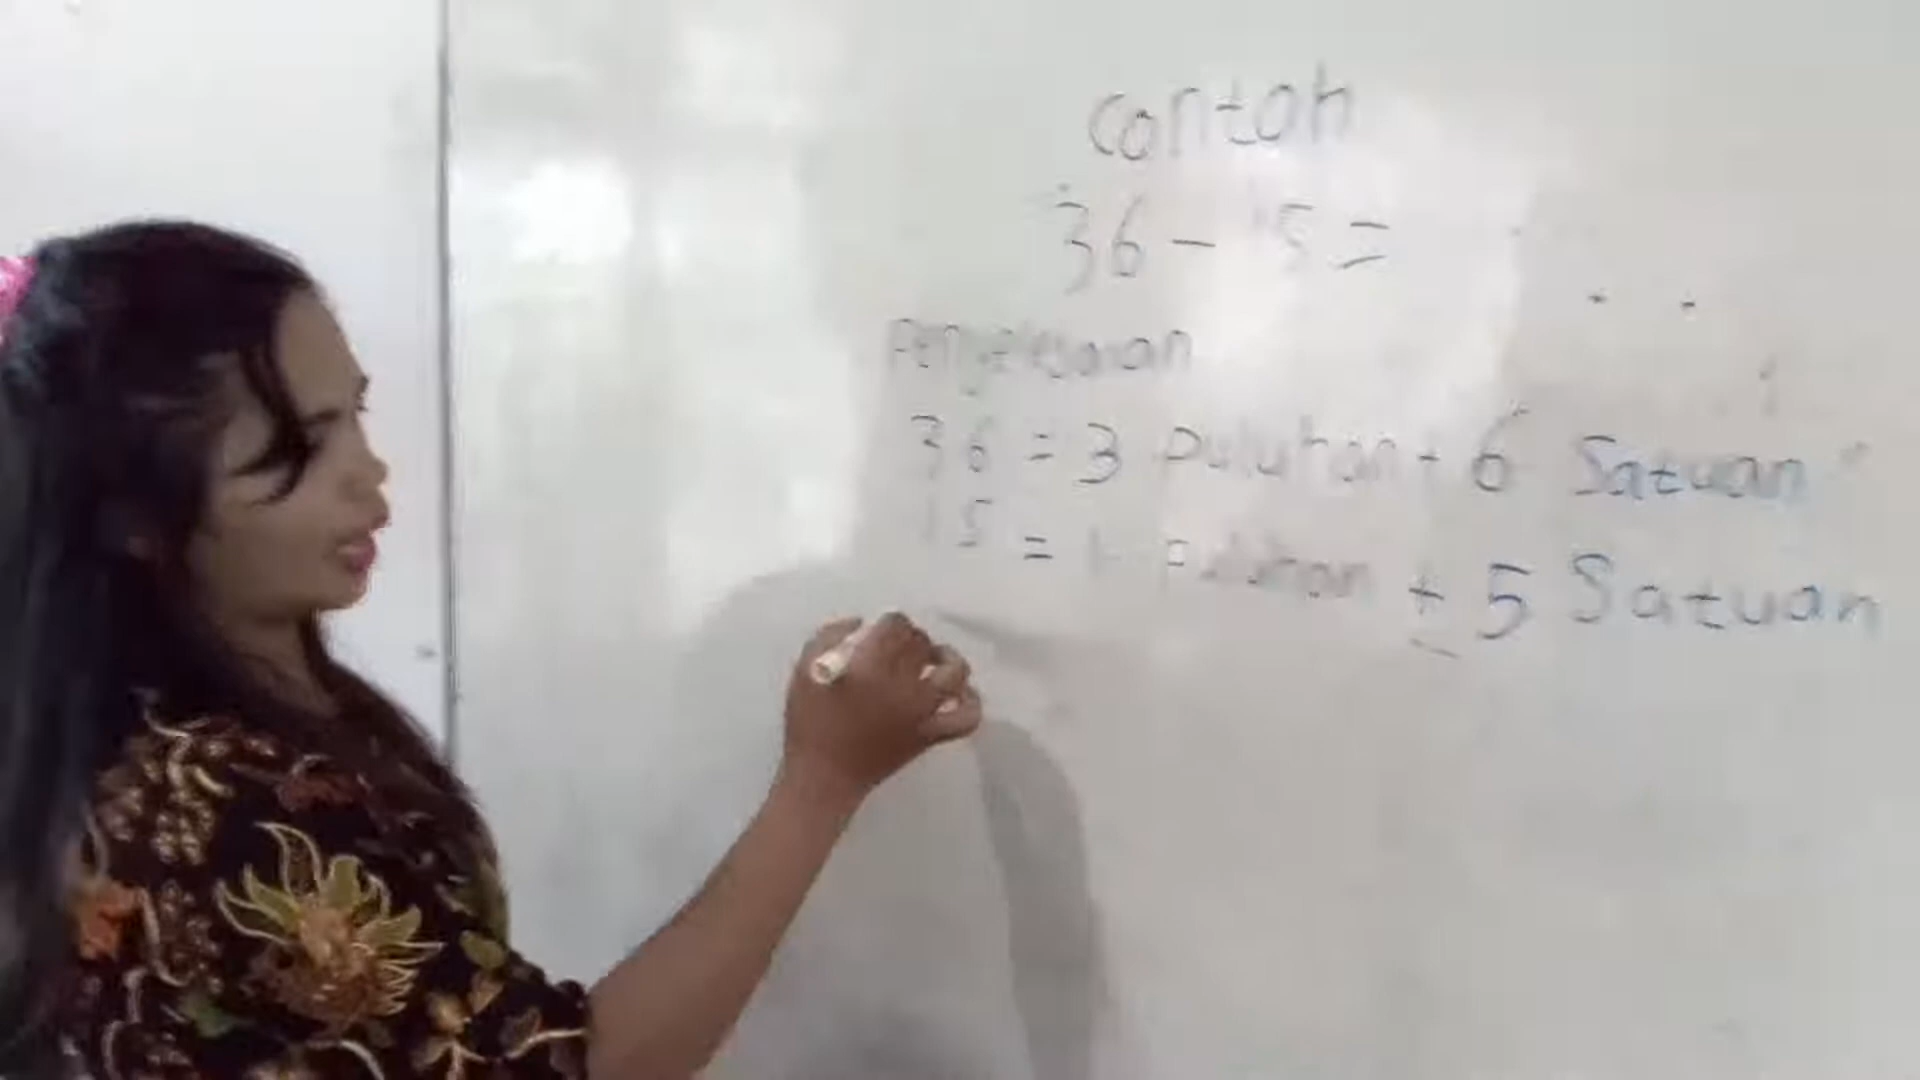 Contoh
36 - 15 =
Penyelesaian
36 = 3 Puluhan + 6 Satuan
15 = 1 Puluhan + 5 Satuan